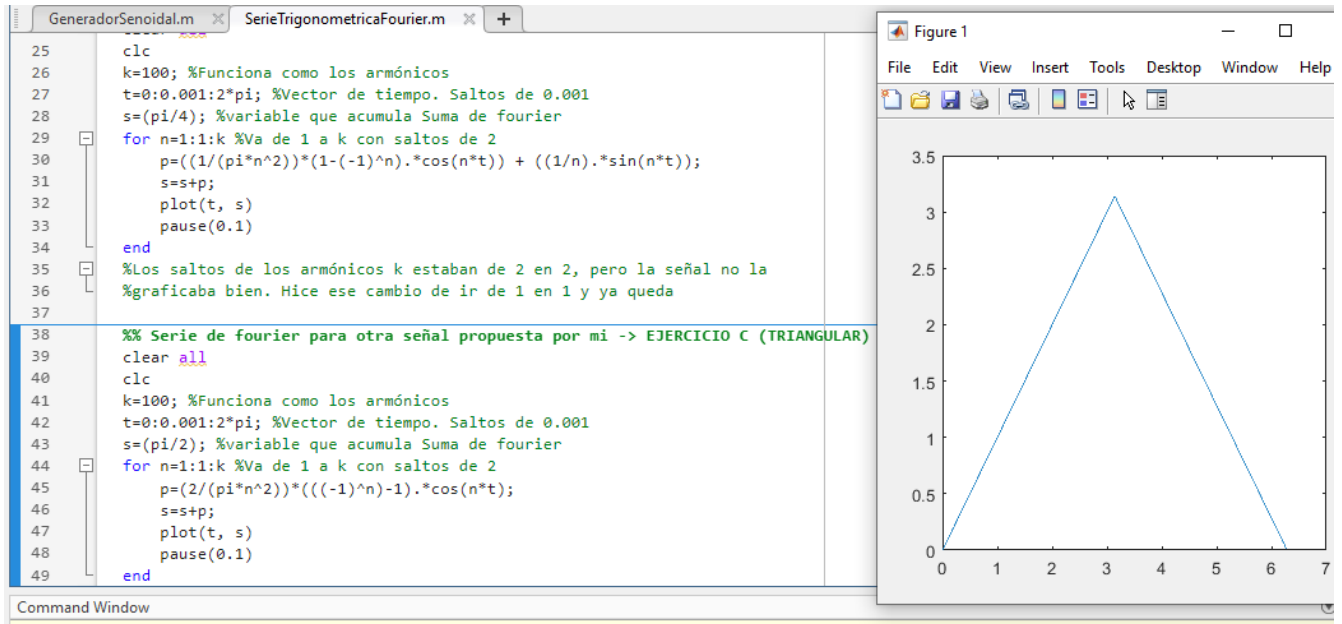 GeneradorSenoidal.m × SerieTrigonometricaFourier.m × +
clear all
25 clc
26 k=100; %Funciona como los armónicos
27 t=0:0.001:2*pi; %Vector de tiempo. Saltos de 0.001
28 s=(pi/4); %variable que acumula Suma de fourier
29 for n=1:1:k %Va de 1 a k con saltos de 2
30 p=((1/(pi*n^2))*(1-(-1)^n).*cos(n*t)) + ((1/n).*sin(n*t));
31 s=s+p;
32 plot(t, s)
33 pause(0.1)
34 end
35 %Los saltos de los armónicos k estaban de 2 en 2, pero la señal no la
36 %graficaba bien. Hice ese cambio de ir de 1 en 1 y ya queda
37
38 %% Serie de fourier para otra señal propuesta por mi -> EJERCICIO C (TRIANGULAR)
39 clear all
40 clc
41 k=100; %Funciona como los armónicos
42 t=0:0.001:2*pi; %Vector de tiempo. Saltos de 0.001
43 s=(pi/2); %variable que acumula Suma de fourier
44 for n=1:1:k %Va de 1 a k con saltos de 2
45 p=(2/(pi*n^2))*(((-1)^n)-1).*cos(n*t);
46 s=s+p;
47 plot(t, s)
48 pause(0.1)
49 end
Command Window
Figure 1
File Edit View Insert Tools Desktop Window Help
3.5
3
2.5
2
1.5
1
0.5
0
0 1 2 3 4 5 6 7